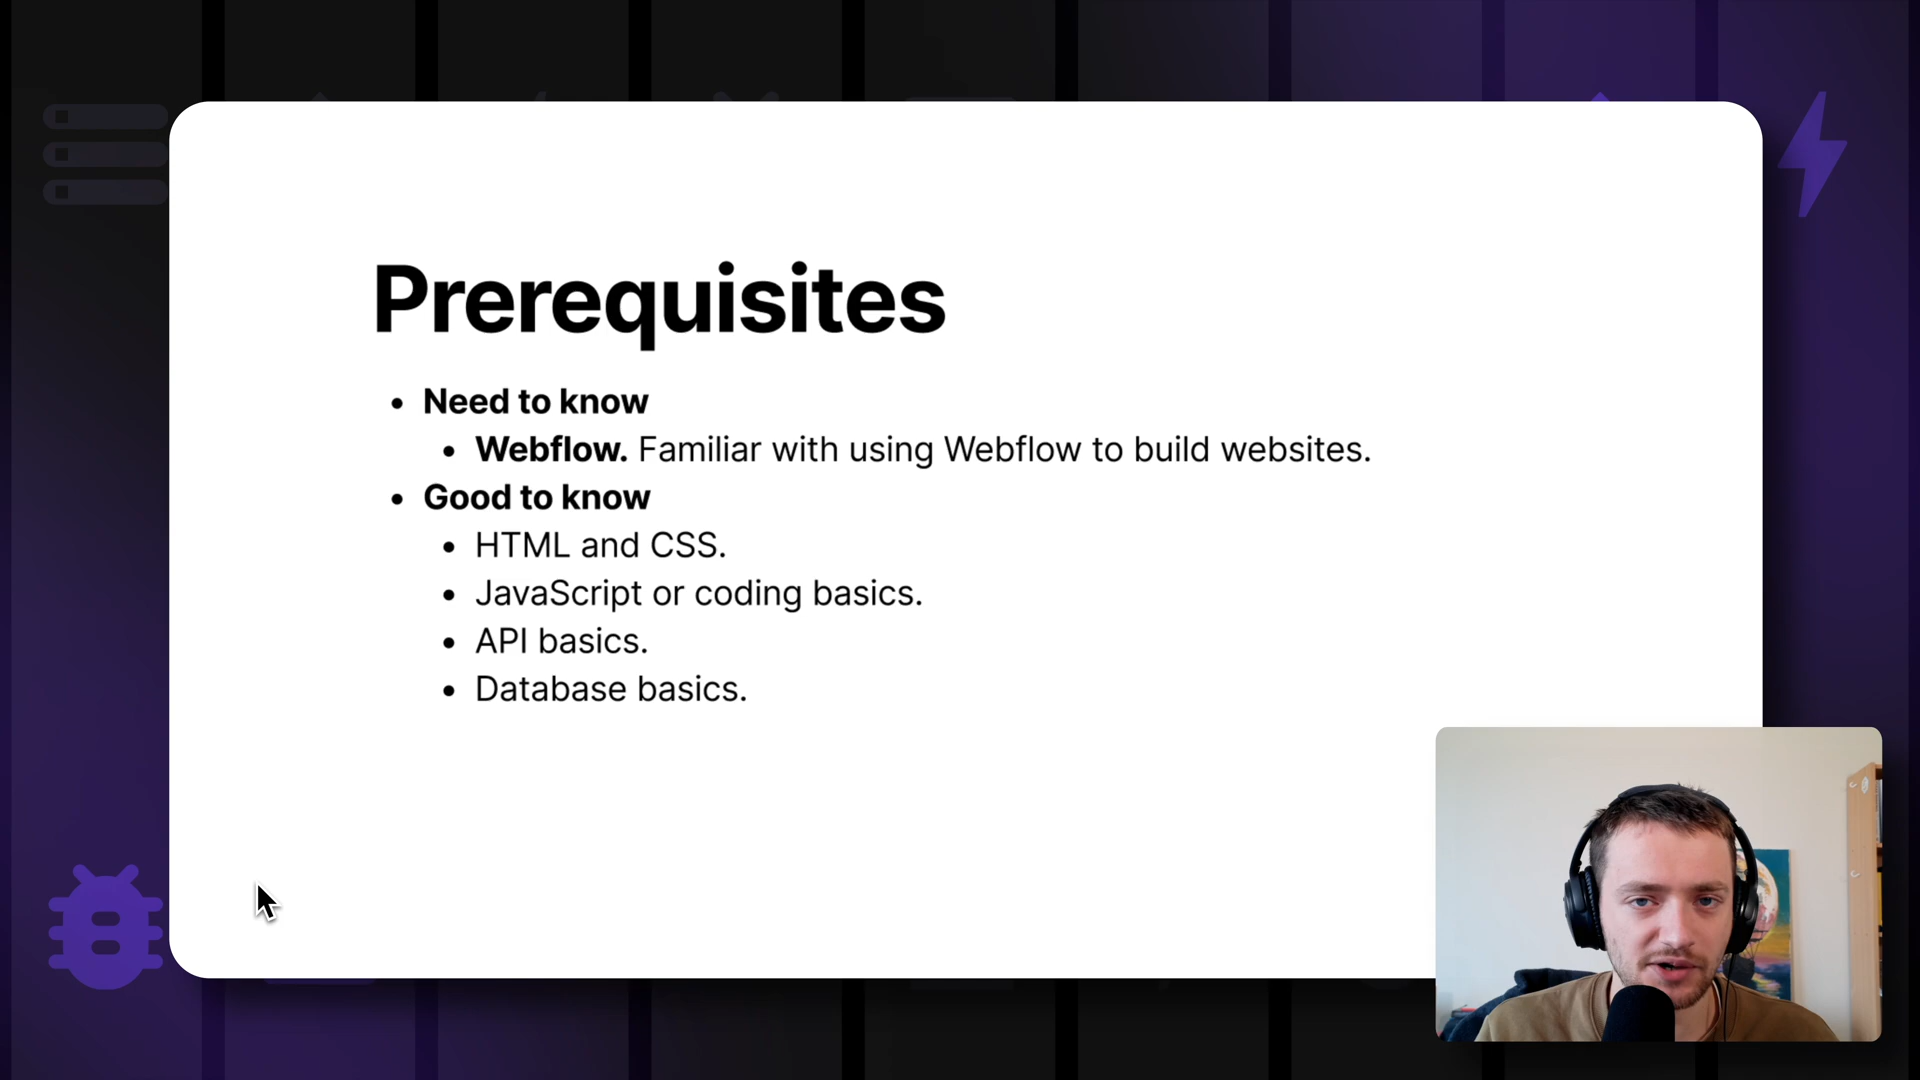 Prerequisites
Need to know
Webflow. Familiar with using Webflow to build websites.
Good to know
HTML and CSS.
JavaScript or coding basics.
API basics.
Database basics.